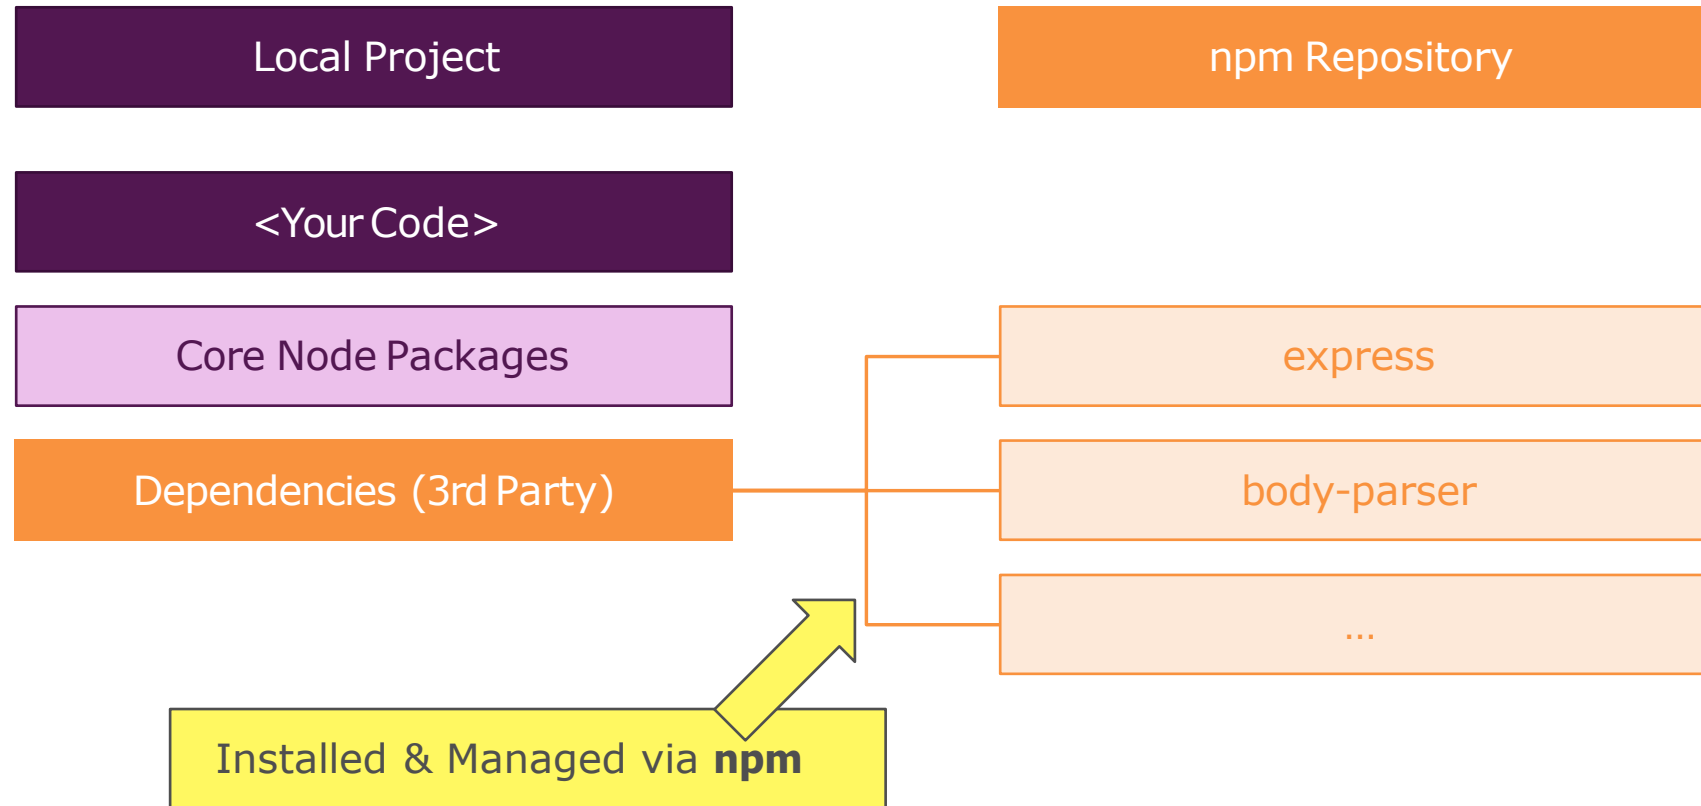 Local Project
npm Repository
<Your Code>
Core Node Packages
express
Dependencies (3rd Party)
body-parser
...
Installed & Managed via npm